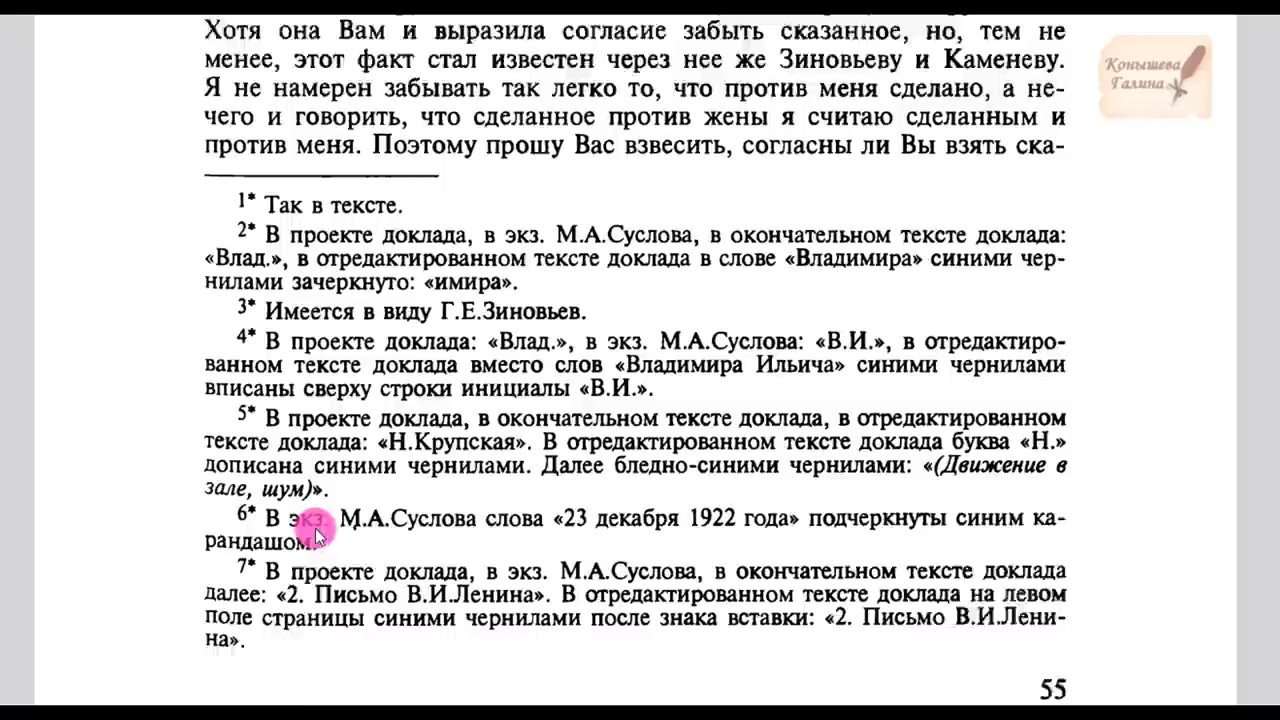 Хотя она Вам и выразила согласие забыть сказанное, но, тем не
менее, этот факт стал известен через нее же Зиновьеву и Каменеву.
Я не намерен забывать так легко то, что против меня сделано, а не-
чего и говорить, что сделанное против жены я считаю сделанным и
против меня. Поэтому прошу Вас взвесить, согласны ли Вы взять ска-
1* Так в тексте.
2* В проекте доклада, в экз. М.А.Суслова, в окончательном тексте доклада:
«Влад.», в отредактированном тексте доклада в слове «Владимира» синими чер-
нилами зачеркнуто: «имира».
3* Имеется в виду Г.Е.Зиновьев.
4* В проекте доклада: «Влад.», в экз. М.А.Суслова: «В.И.», в отредактиро-
ванном тексте доклада вместо слов «Владимира Ильича» синими чернилами
вписаны сверху строки инициалы «В.И.».
5* В проекте доклада, в окончательном тексте доклада, в отредактированном
тексте доклада: «Н.Крупская». В отредактированном тексте доклада буква «Н.»
дописана синими чернилами. Далее бледно-синими чернилами: «(Движение в
зале, шум)».
6* В экз. М.А.Суслова слова «23 декабря 1922 года» подчеркнуты синим ка-
рандашом.
7* В проекте доклада, в экз. М.А.Суслова, в окончательном тексте доклада
далее: «2. Письмо В.И.Ленина». В отредактированном тексте доклада на левом
поле страницы синими чернилами после знака вставки: «2. Письмо В.И.Лени-
на».
55
Конышева
Галина